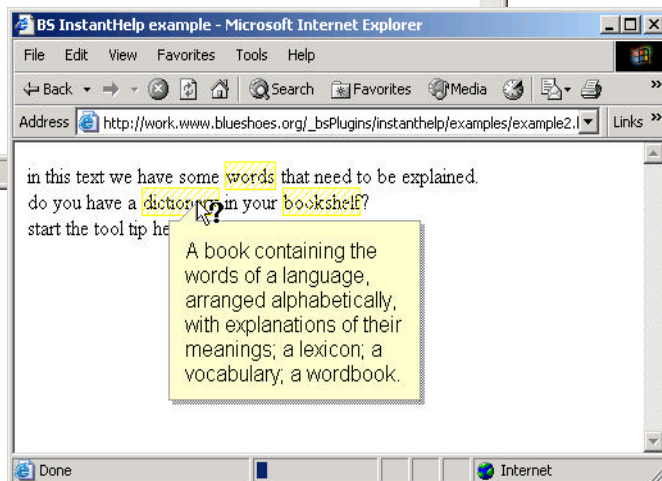 BS InstantHelp example - Microsoft Internet Explorer
File Edit View Favorites Tools Help
Back Search Favorites Media »
Address http://work.www.blueshoes.org/_bsPlugins/instanthelp/examples/example2. Links »
in this text we have some words that need to be explained.
do you have a dictionary in your bookshelf?
start the tool tip he
A book containing the
words of a language,
arranged alphabetically,
with explanations of their
meanings; a lexicon; a
vocabulary; a wordbook.
Done Internet